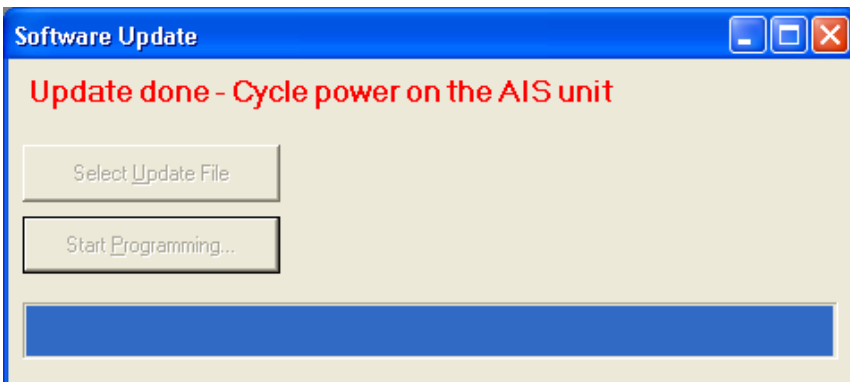 Software Update
Update done - Cycle power on the AIS unit
Select Update File
Start Programming...